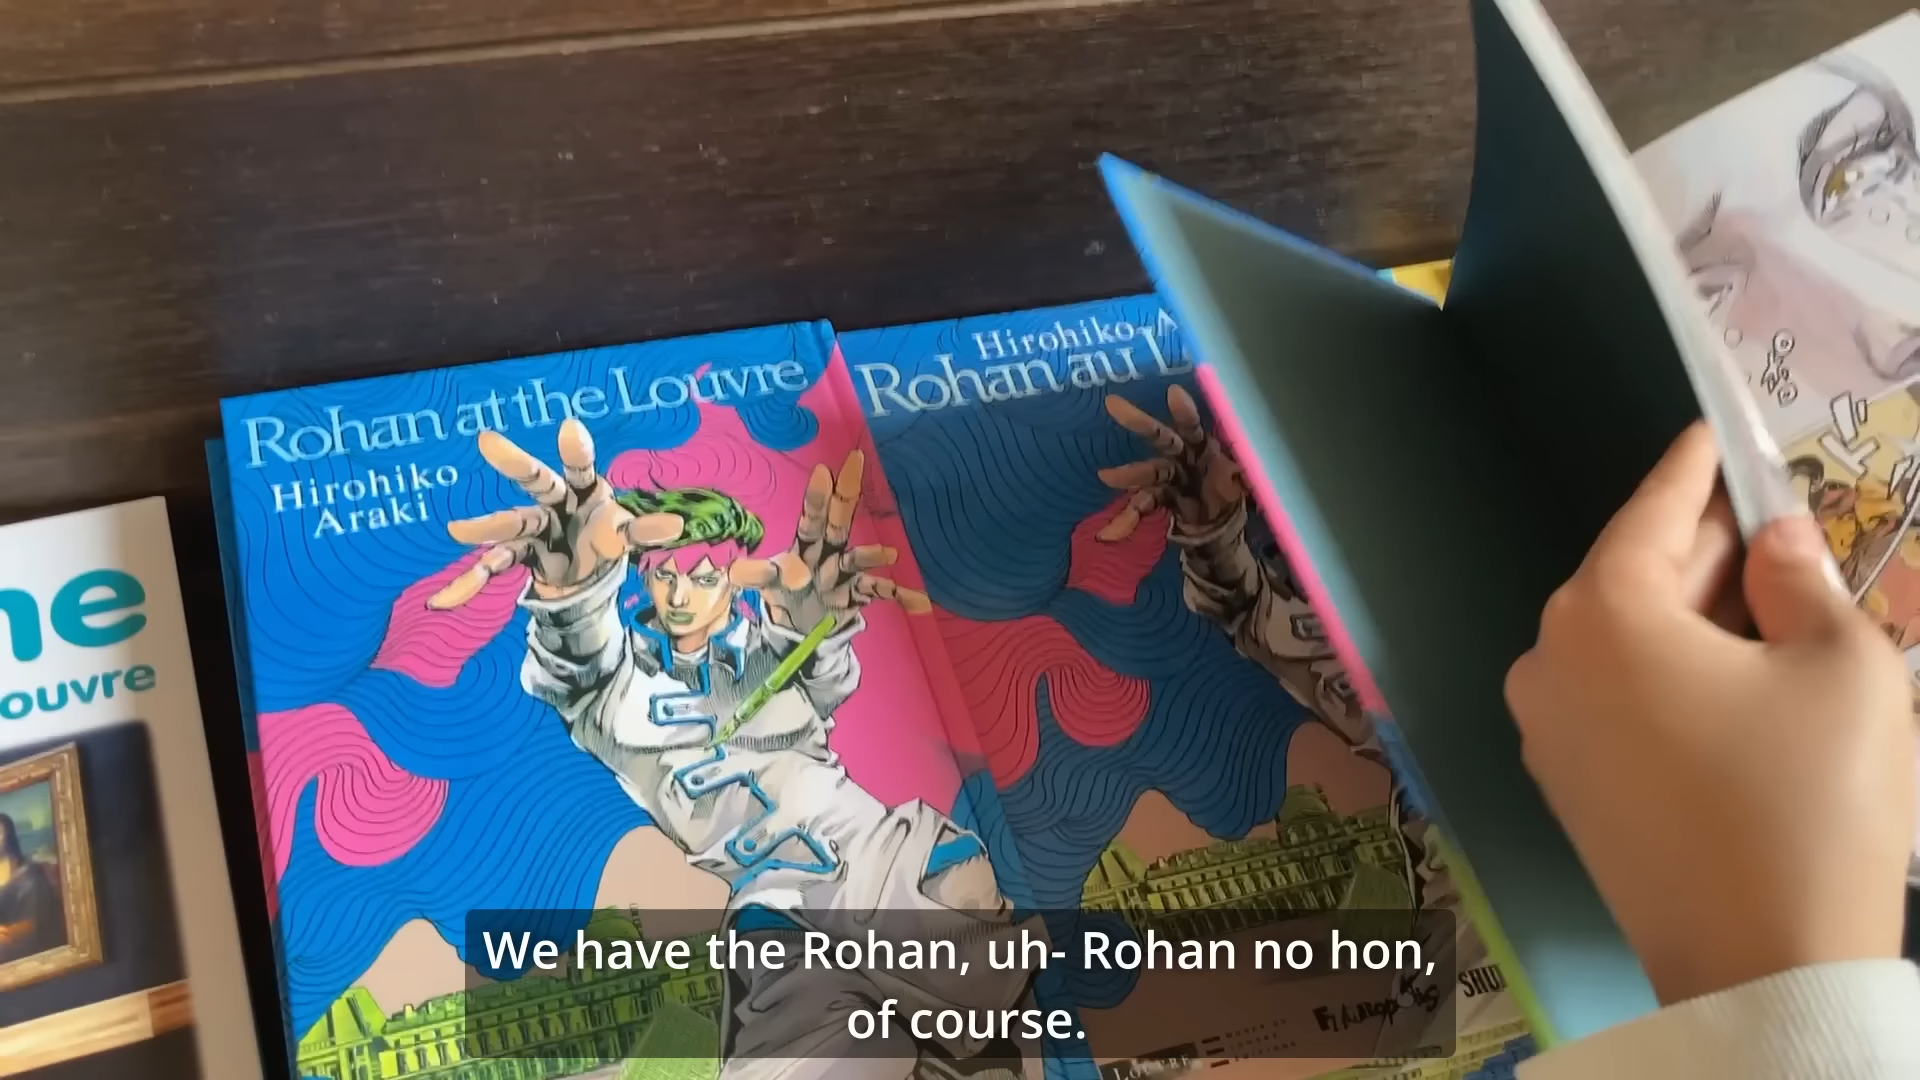 Rohan at the Louvre
Hirohiko
Araki
Hirohiko
Rohan au
ouvre
We have the Rohan, uh- Rohan no hon,
of course.
LOUVRE